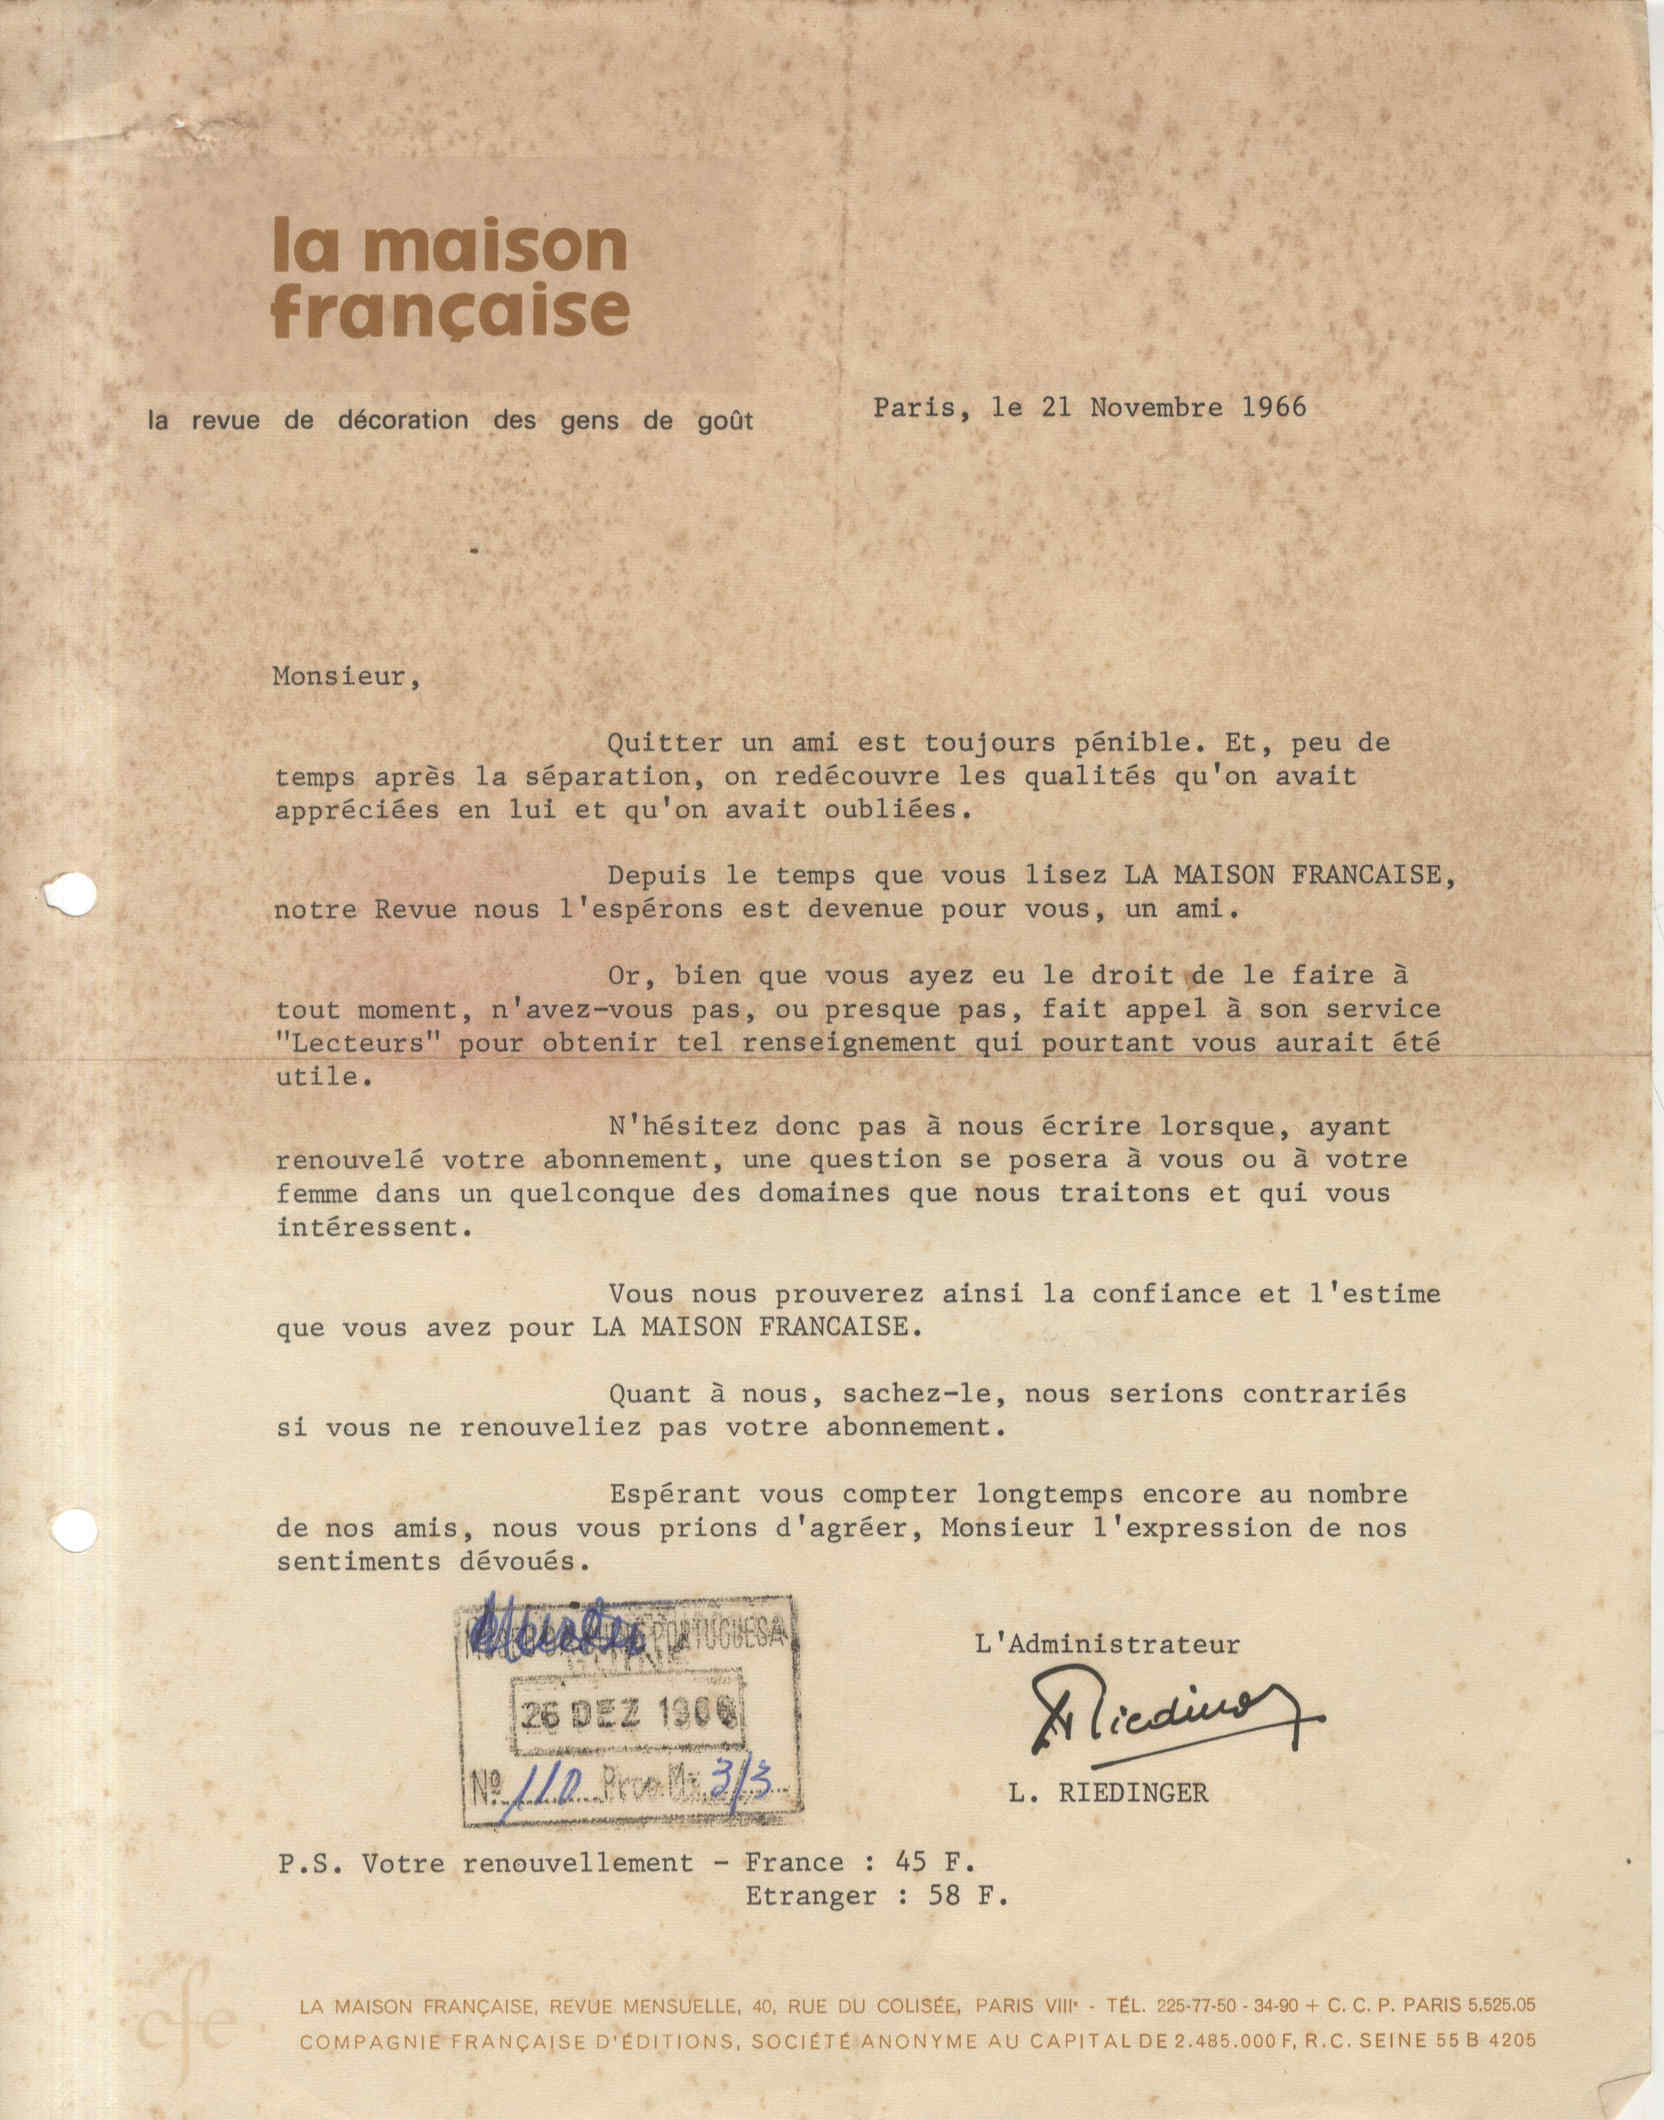 la maison
française
la revue de décoration des gens de goût
Paris, le 21 Novembre 1966
Monsieur,
Quitter un ami est toujours pénible. Et, peu de
temps après la séparation, on redécouvre les qualités qu'on avait
appréciées en lui et qu'on avait oubliées.
Depuis le temps que vous lisez LA MAISON FRANCAISE,
notre Revue nous l'espérons est devenue pour vous, un ami.
Or, bien que vous ayez eu le droit de le faire à
tout moment, n'avez-vous pas, ou presque pas, fait appel à son service
"Lecteurs" pour obtenir tel renseignement qui pourtant vous aurait été
utile.
N'hésitez donc pas à nous écrire lorsque, ayant
renouvelé votre abonnement, une question se posera à vous ou à votre
femme dans un quelconque des domaines que nous traitons et qui vous
intéressent.
Vous nous prouverez ainsi la confiance et l'estime
que vous avez pour LA MAISON FRANCAISE.
Quant à nous, sachez-le, nous serions contrariés
si vous ne renouveliez pas votre abonnement.
Espérant vous compter longtemps encore au nombre
de nos amis, nous vous prions d'agréer, Monsieur l'expression de nos
sentiments dévoués.
PORTUGUESA
26 DEZ 1966
Nº 110 Proc. 3/3
L'Administrateur
Riedinger
L. RIEDINGER
P.S. Votre renouvellement - France : 45 F.
Etranger : 58 F.
cfe
LA MAISON FRANÇAISE, REVUE MENSUELLE, 40, RUE DU COLISÉE, PARIS VIIIe - TÉL. 225-77-50 - 34-90 + C. C. P. PARIS 5.525.05
COMPAGNIE FRANÇAISE D'ÉDITIONS, SOCIÉTÉ ANONYME AU CAPITAL DE 2.485.000 F, R.C. SEINE 55 B 4205